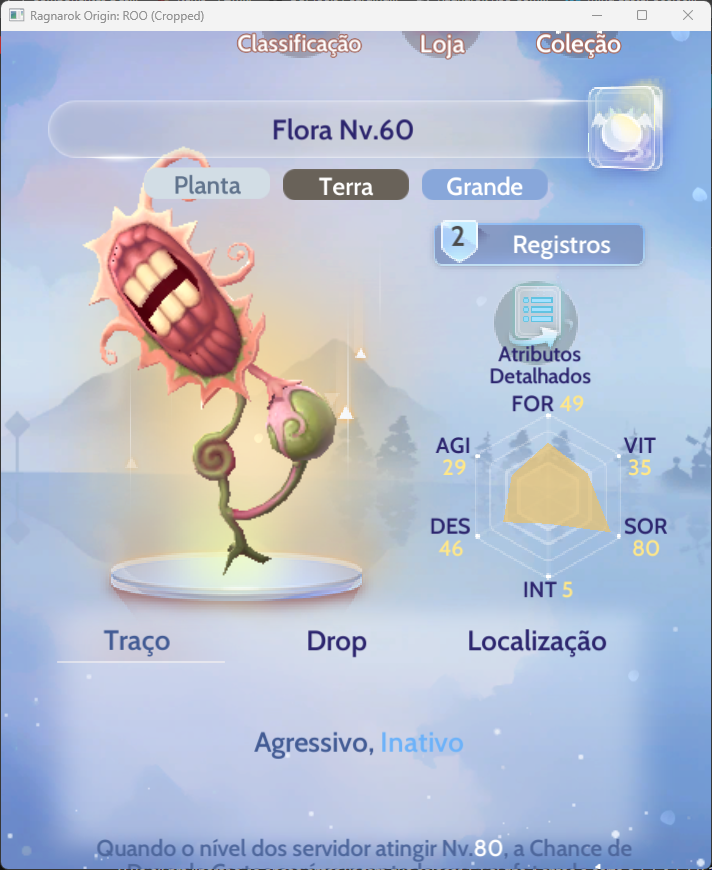 Ragnarok Origin: ROO (Cropped)
Classificação Loja Coleção
Flora Nv.60
Planta Terra Grande
2 Registros
Atributos
Detalhados
FOR 49
AGI
29
VIT
35
DES
46
SOR
80
INT 5
Traço Drop Localização
Agressivo, Inativo
Quando o nível dos servidor atingir Nv.80, a Chance de